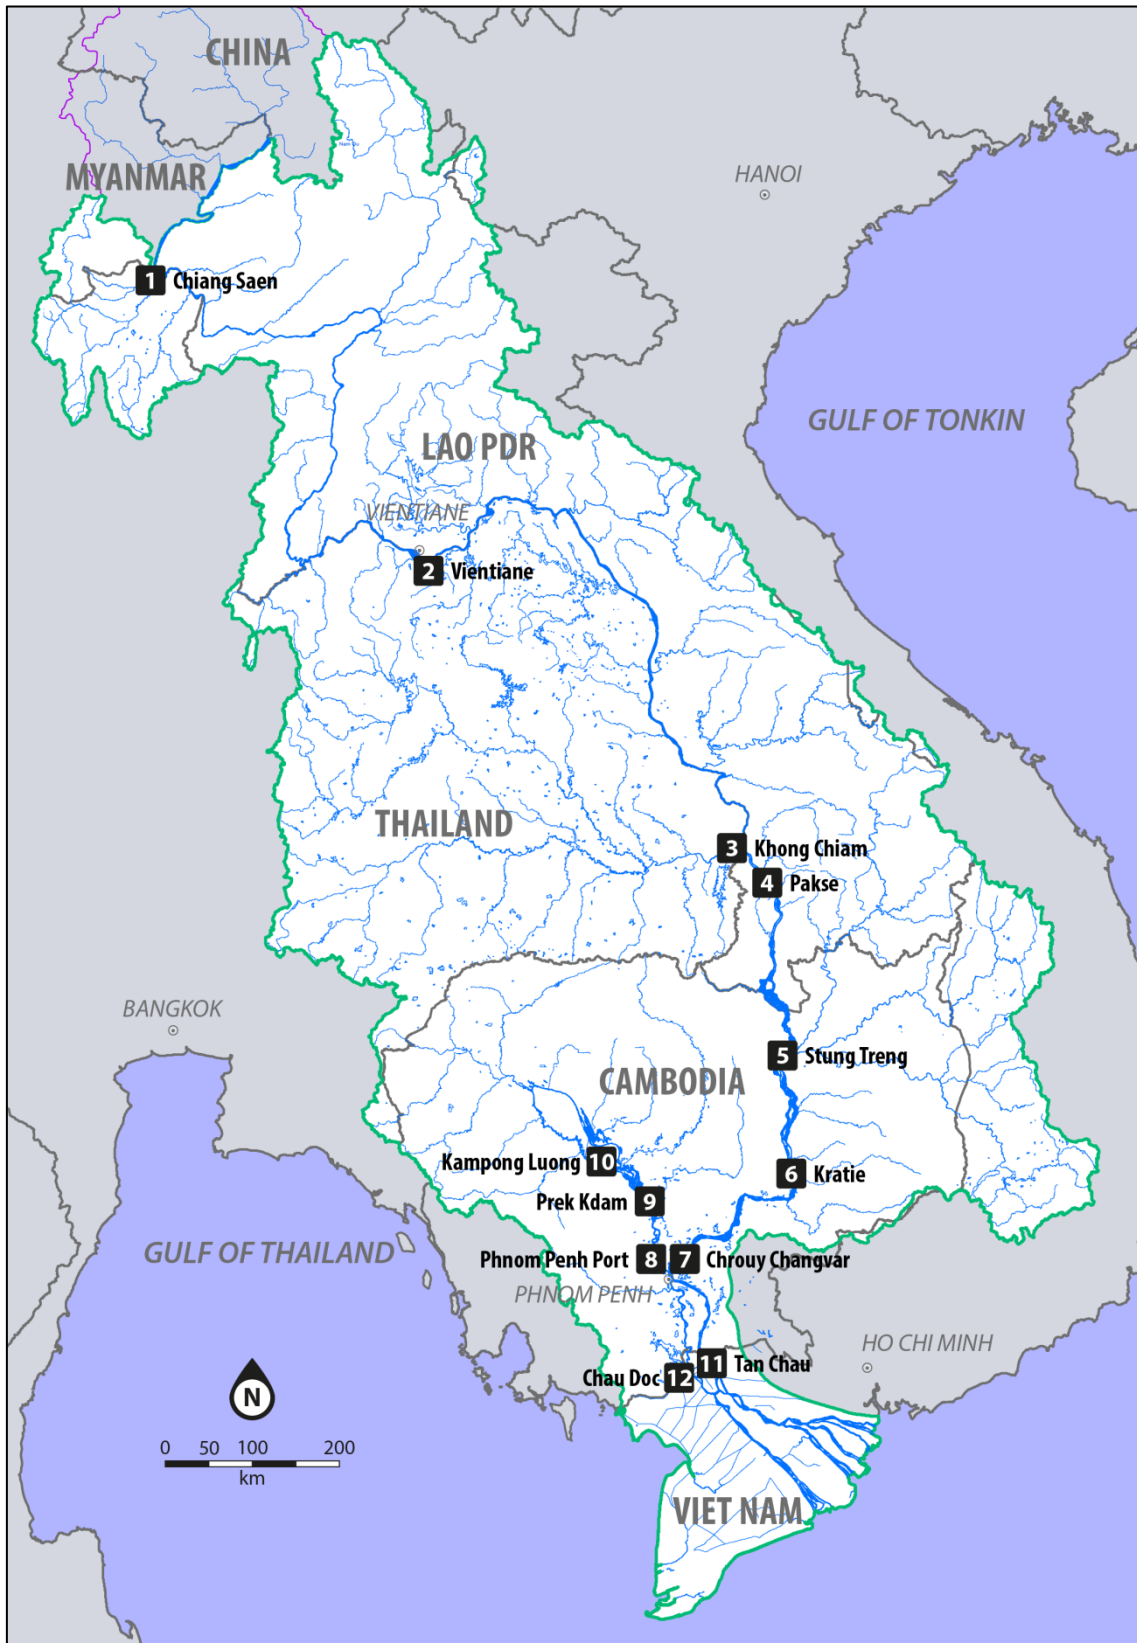 CHINA
MYANMAR
HANOI
1 Chiang Saen
GULF OF TONKIN
LAO PDR
VIENTIANE
2 Vientiane
THAILAND
3 Khong Chiam
4 Pakse
BANGKOK
5 Stung Treng
CAMBODIA
Kampong Luong 10
6 Kratie
Prek Kdam 9
GULF OF THAILAND
Phnom Penh Port 8
7 Chrouy Changvar
PHNOM PENH
HO CHI MINH
11 Tan Chau
Chau Doc 12
N
0 50 100 200
km
VIET NAM